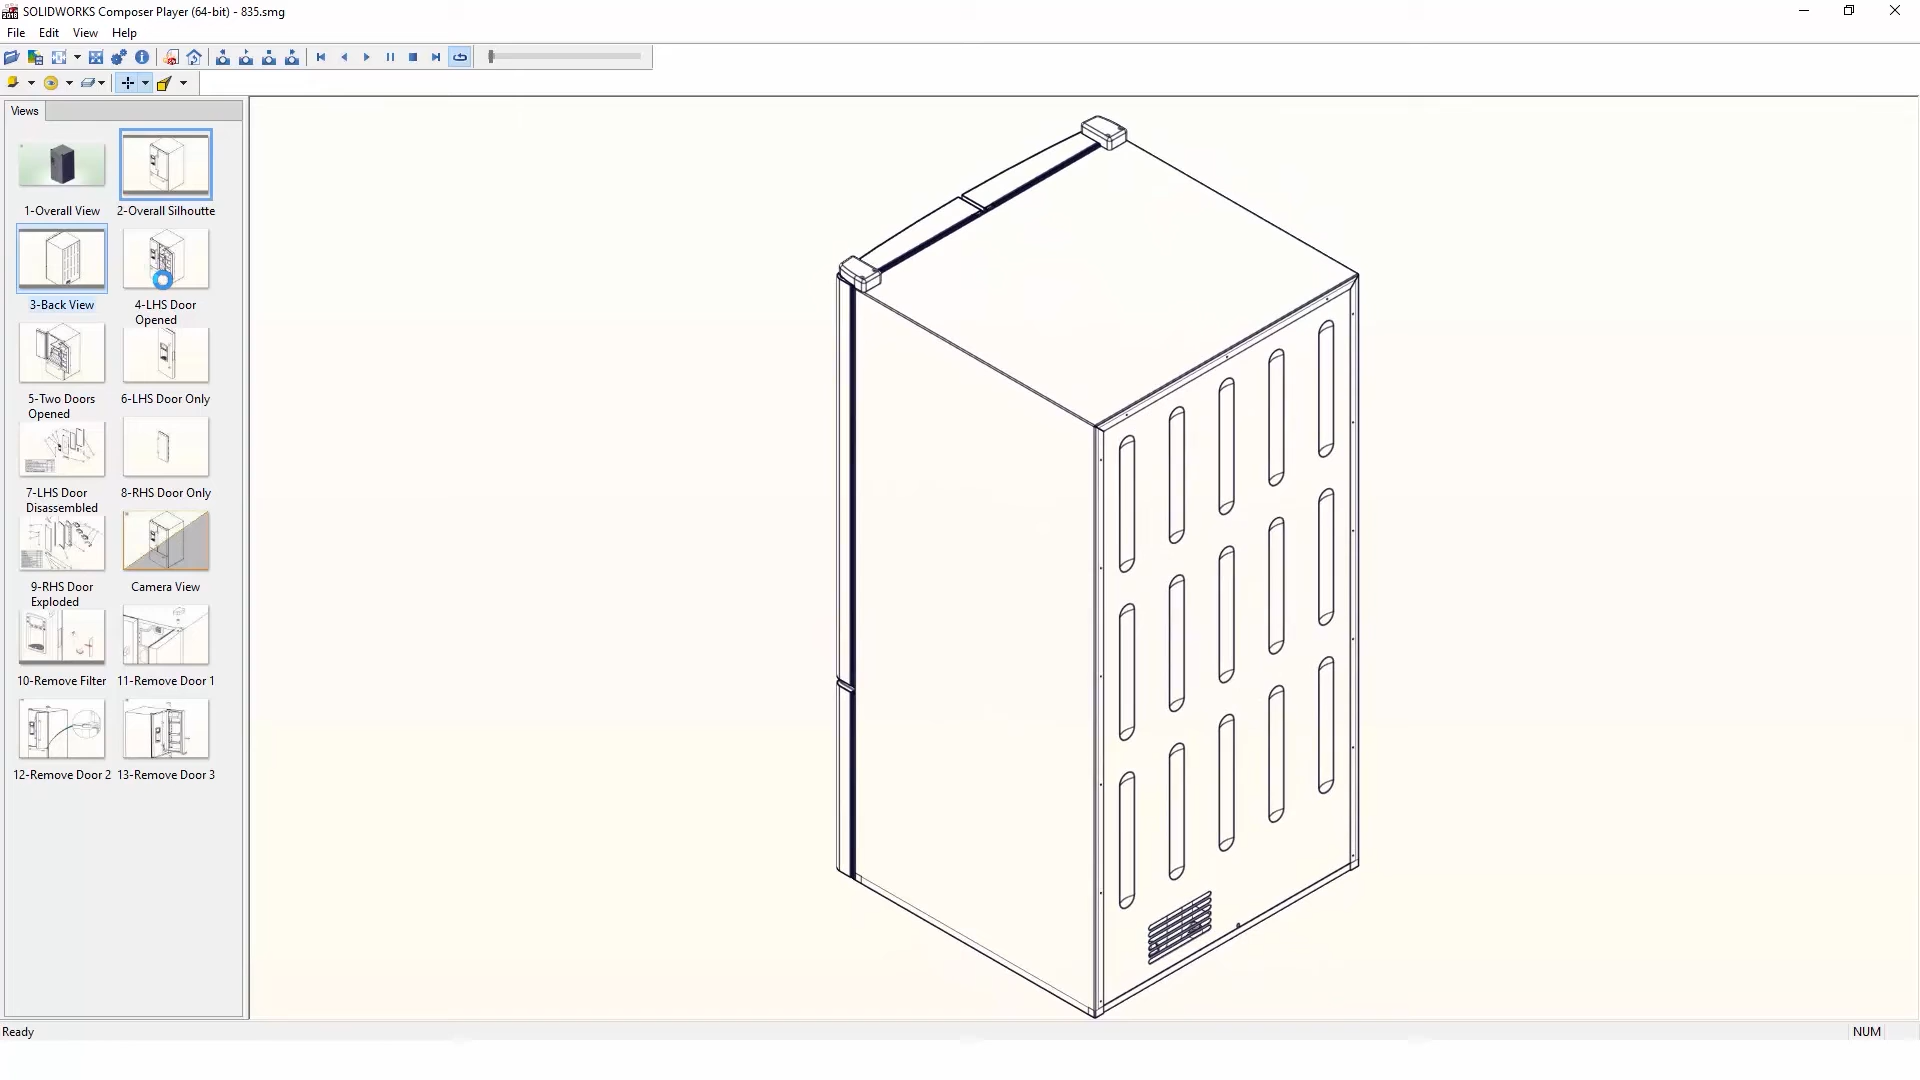 SOLIDWORKS Composer Player (64-bit) - 835.smg
File Edit View Help
Views
1-Overall View
2-Overall Silhoutte
3-Back View
4-LHS Door
Opened
5-Two Doors
Opened
6-LHS Door Only
7-LHS Door
Disassembled
8-RHS Door Only
9-RHS Door
Exploded
Camera View
10-Remove Filter
11-Remove Door 1
12-Remove Door 2
13-Remove Door 3
Ready
NUM